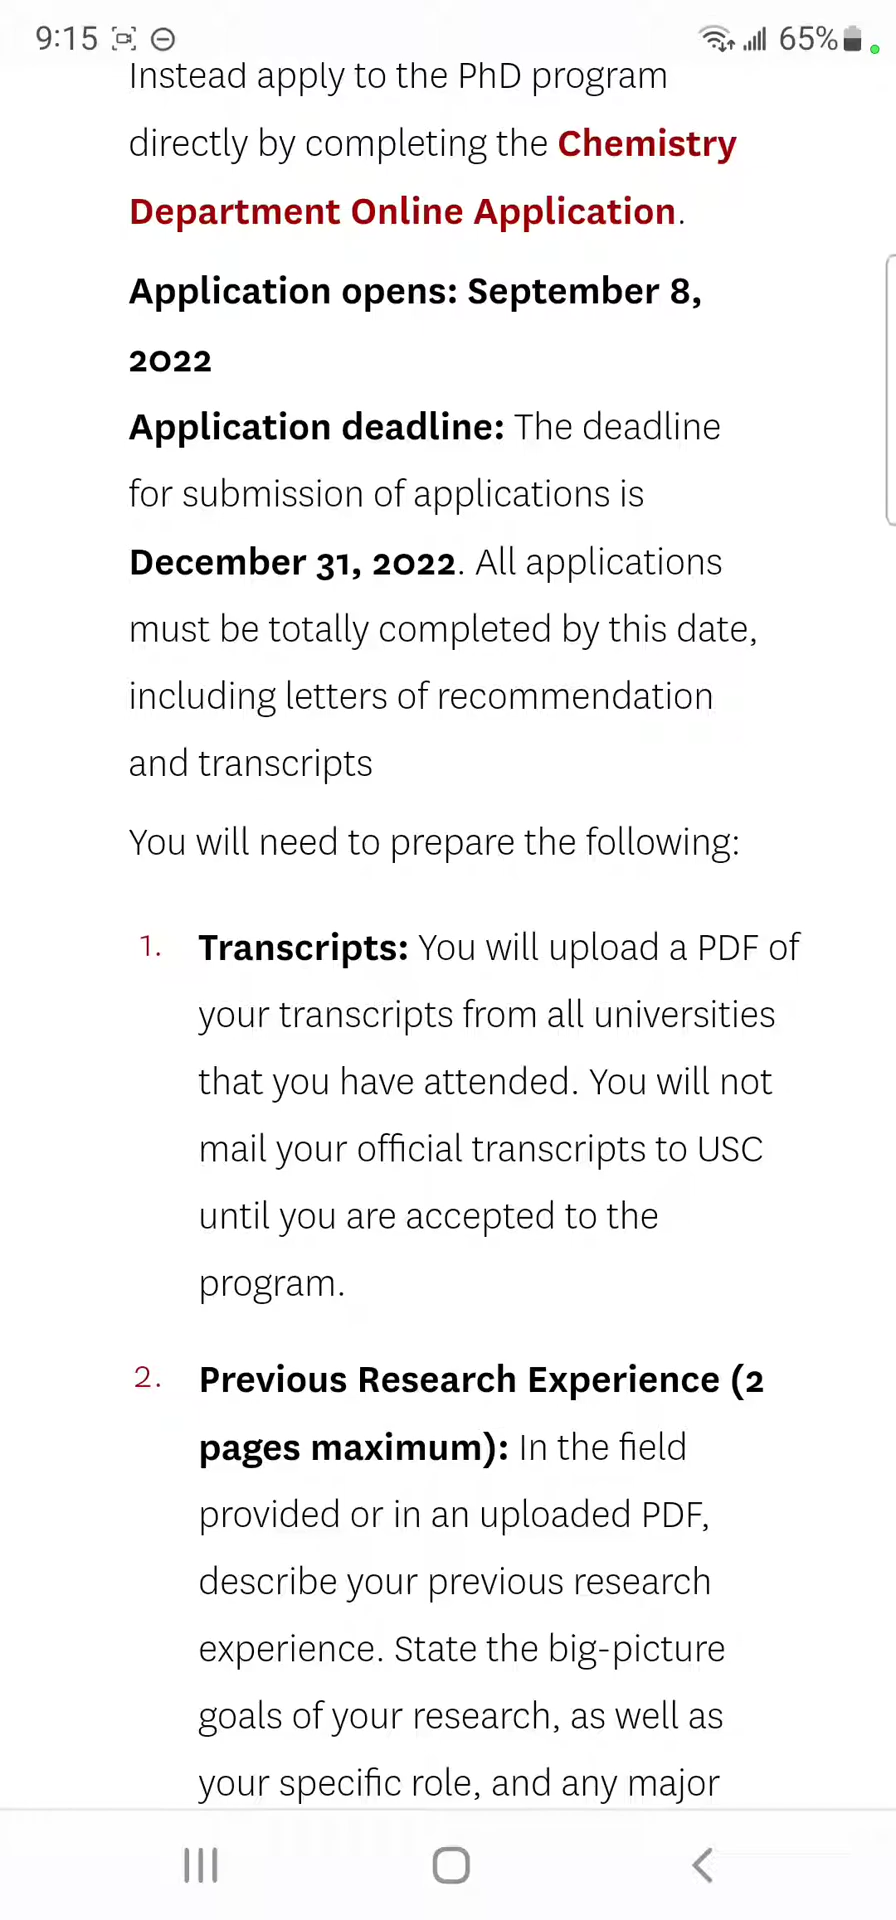 9:15
65%
Instead apply to the PhD program
directly by completing the Chemistry
Department Online Application.
Application opens: September 8,
2022
Application deadline: The deadline
for submission of applications is
December 31, 2022. All applications
must be totally completed by this date,
including letters of recommendation
and transcripts
You will need to prepare the following:
1. Transcripts: You will upload a PDF of
your transcripts from all universities
that you have attended. You will not
mail your official transcripts to USC
until you are accepted to the
program.
2. Previous Research Experience (2
pages maximum): In the field
provided or in an uploaded PDF,
describe your previous research
experience. State the big-picture
goals of your research, as well as
your specific role, and any major